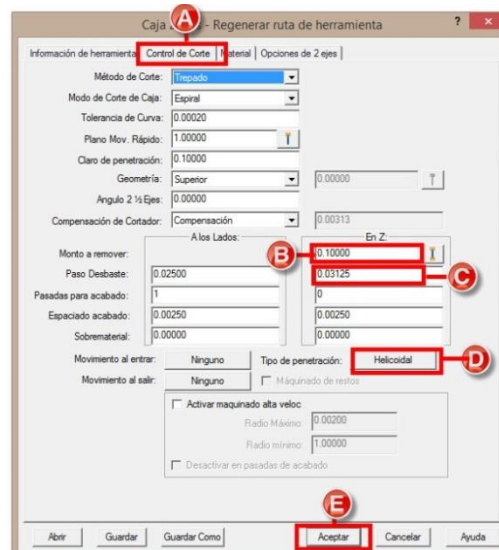 Caja - Regenerar ruta de herramienta
? ×
A
Información de herramienta Control de Corte Material Opciones de 2 ejes
Método de Corte: Trepado
Modo de Corte de Caja: Espiral
Tolerancia de Curva: 0.00020
Plano Mov. Rápido: 1.00000
Claro de penetración: 0.10000
Geometría: Superior 0.00000
Angulo 2 ½ Ejes: 0.00000
Compensación de Cortador: Compensación 0.00313
A los Lados: En Z:
Monto a remover: B 0.10000
Paso Desbaste: 0.02500 0.03125 C
Pasadas para acabado: 1 0
Espaciado acabado: 0.00250 0.00250
Sobrematerial: 0.00000 0.00000
Movimiento al entrar: Ninguno Tipo de penetración: Helicoidal D
Movimiento al salir: Ninguno Máquinado de restos
Activar maquinado alta veloc
Radio Máximo: 0.00200
Radio mínimo: 1.00000
Desactivar en pasadas de acabado
E
Abrir Guardar Guardar Como Aceptar Cancelar Ayuda